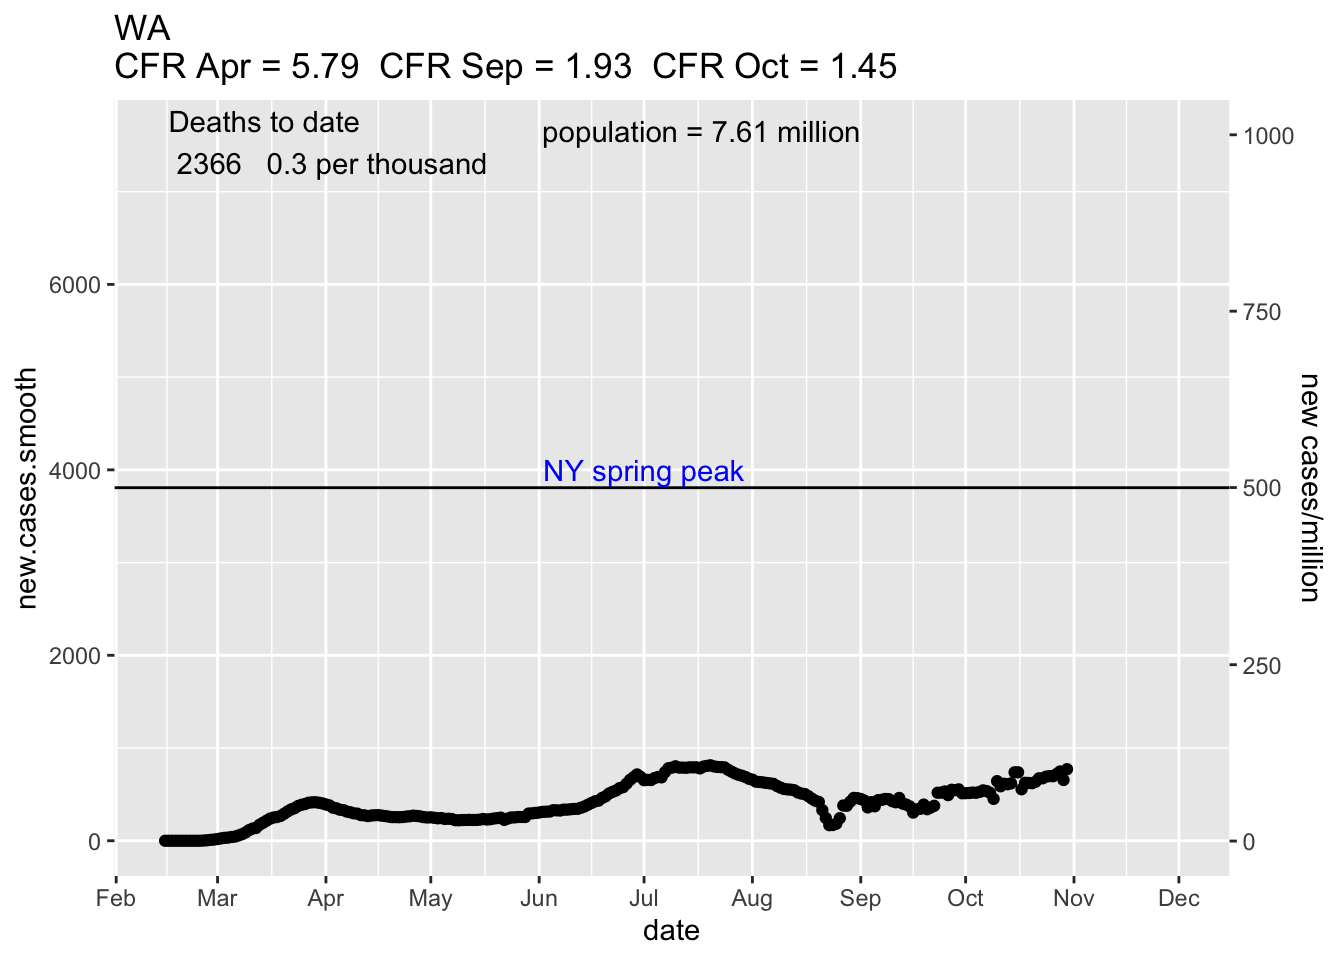 WA
CFR Apr = 5.79  CFR Sep = 1.93  CFR Oct = 1.45
Deaths to date
2366   0.3 per thousand
population = 7.61 million
NY spring peak
new.cases.smooth
6000
4000
2000
0
1000
750
500
250
0
new cases/million
Feb Mar Apr May Jun Jul Aug Sep Oct Nov Dec
date